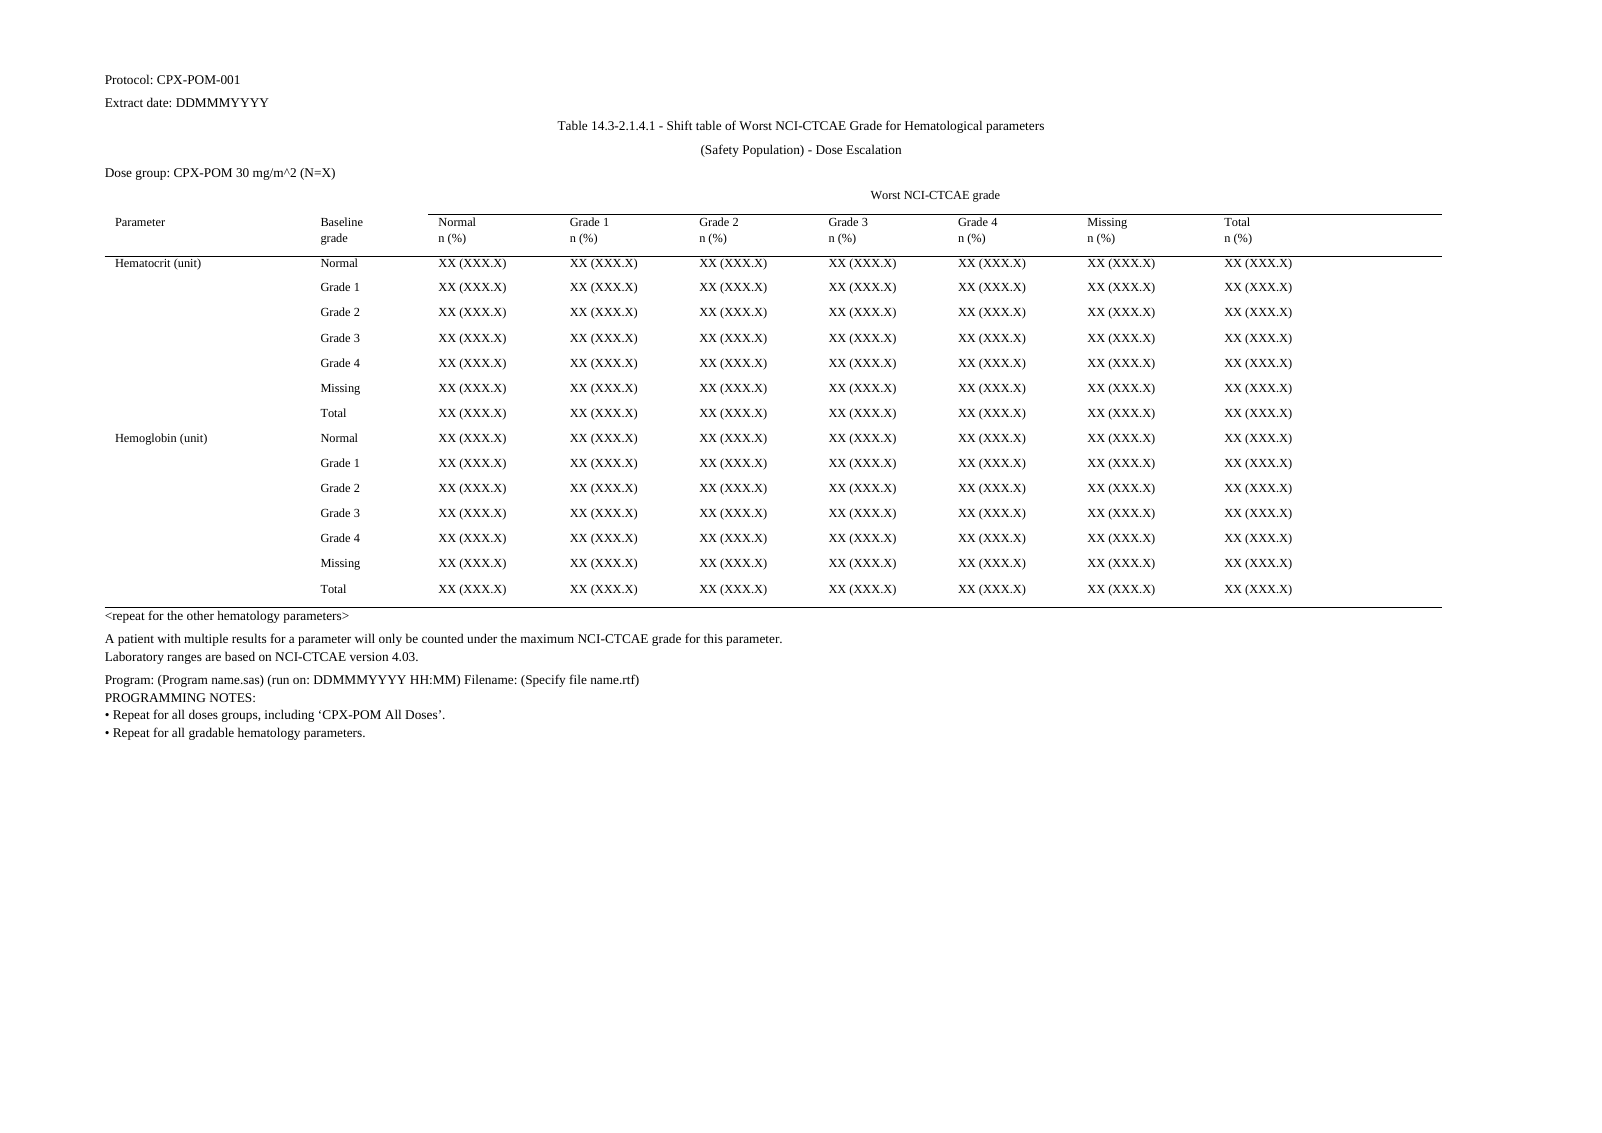 Protocol: CPX-POM-001
Extract date: DDMMMYYYY
Table 14.3-2.1.4.1 - Shift table of Worst NCI-CTCAE Grade for Hematological parameters
(Safety Population) - Dose Escalation
Dose group: CPX-POM 30 mg/m^2 (N=X)
Worst NCI-CTCAE grade
Parameter Baseline Normal Grade 1 Grade 2 Grade 3 Grade 4 Missing Total
grade n (%) n (%) n (%) n (%) n (%) n (%) n (%)
Hematocrit (unit) Normal XX (XXX.X) XX (XXX.X) XX (XXX.X) XX (XXX.X) XX (XXX.X) XX (XXX.X) XX (XXX.X)
Grade 1 XX (XXX.X) XX (XXX.X) XX (XXX.X) XX (XXX.X) XX (XXX.X) XX (XXX.X) XX (XXX.X)
Grade 2 XX (XXX.X) XX (XXX.X) XX (XXX.X) XX (XXX.X) XX (XXX.X) XX (XXX.X) XX (XXX.X)
Grade 3 XX (XXX.X) XX (XXX.X) XX (XXX.X) XX (XXX.X) XX (XXX.X) XX (XXX.X) XX (XXX.X)
Grade 4 XX (XXX.X) XX (XXX.X) XX (XXX.X) XX (XXX.X) XX (XXX.X) XX (XXX.X) XX (XXX.X)
Missing XX (XXX.X) XX (XXX.X) XX (XXX.X) XX (XXX.X) XX (XXX.X) XX (XXX.X) XX (XXX.X)
Total XX (XXX.X) XX (XXX.X) XX (XXX.X) XX (XXX.X) XX (XXX.X) XX (XXX.X) XX (XXX.X)
Hemoglobin (unit) Normal XX (XXX.X) XX (XXX.X) XX (XXX.X) XX (XXX.X) XX (XXX.X) XX (XXX.X) XX (XXX.X)
Grade 1 XX (XXX.X) XX (XXX.X) XX (XXX.X) XX (XXX.X) XX (XXX.X) XX (XXX.X) XX (XXX.X)
Grade 2 XX (XXX.X) XX (XXX.X) XX (XXX.X) XX (XXX.X) XX (XXX.X) XX (XXX.X) XX (XXX.X)
Grade 3 XX (XXX.X) XX (XXX.X) XX (XXX.X) XX (XXX.X) XX (XXX.X) XX (XXX.X) XX (XXX.X)
Grade 4 XX (XXX.X) XX (XXX.X) XX (XXX.X) XX (XXX.X) XX (XXX.X) XX (XXX.X) XX (XXX.X)
Missing XX (XXX.X) XX (XXX.X) XX (XXX.X) XX (XXX.X) XX (XXX.X) XX (XXX.X) XX (XXX.X)
Total XX (XXX.X) XX (XXX.X) XX (XXX.X) XX (XXX.X) XX (XXX.X) XX (XXX.X) XX (XXX.X)
<repeat for the other hematology parameters>
A patient with multiple results for a parameter will only be counted under the maximum NCI-CTCAE grade for this parameter.
Laboratory ranges are based on NCI-CTCAE version 4.03.
Program: (Program name.sas) (run on: DDMMMYYYY HH:MM) Filename: (Specify file name.rtf)
PROGRAMMING NOTES:
• Repeat for all doses groups, including ‘CPX-POM All Doses’.
• Repeat for all gradable hematology parameters.